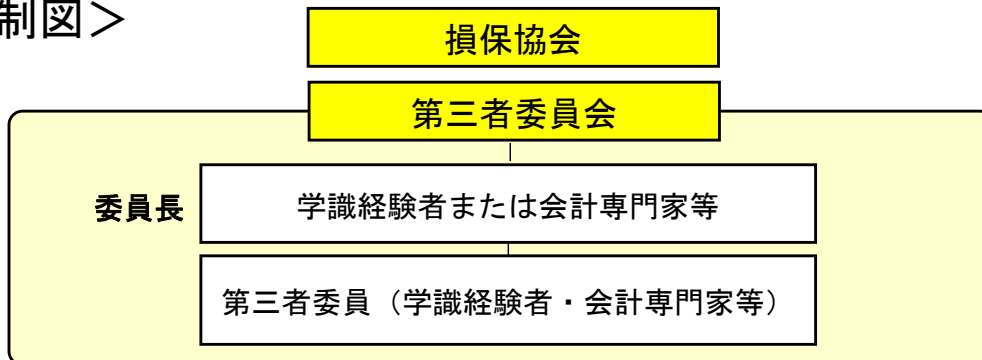 制図＞
損保協会
第三者委員会
委員長
学識経験者または会計専門家等
第三者委員（学識経験者・会計専門家等）